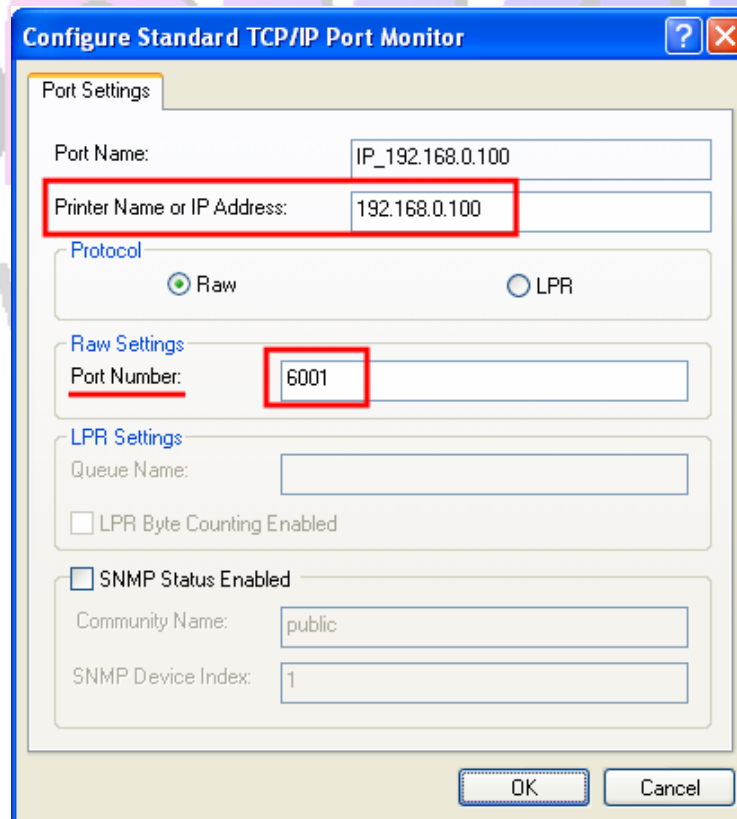 Configure Standard TCP/IP Port Monitor
Port Settings
Port Name: IP_192.168.0.100
Printer Name or IP Address: 192.168.0.100
Protocol
Raw LPR
Raw Settings
Port Number: 6001
LPR Settings
Queue Name:
LPR Byte Counting Enabled
SNMP Status Enabled
Community Name: public
SNMP Device Index: 1
OK Cancel